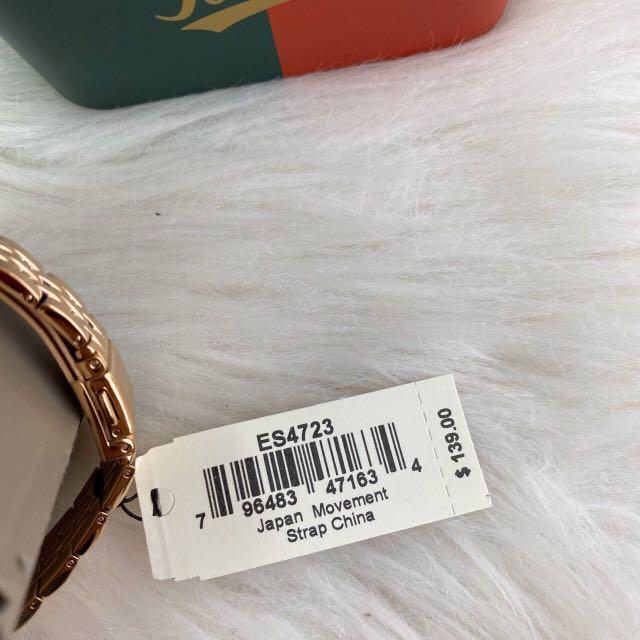 ES4723
7 96483 47163 4
Japan Movement
Strap China
$ 139.00